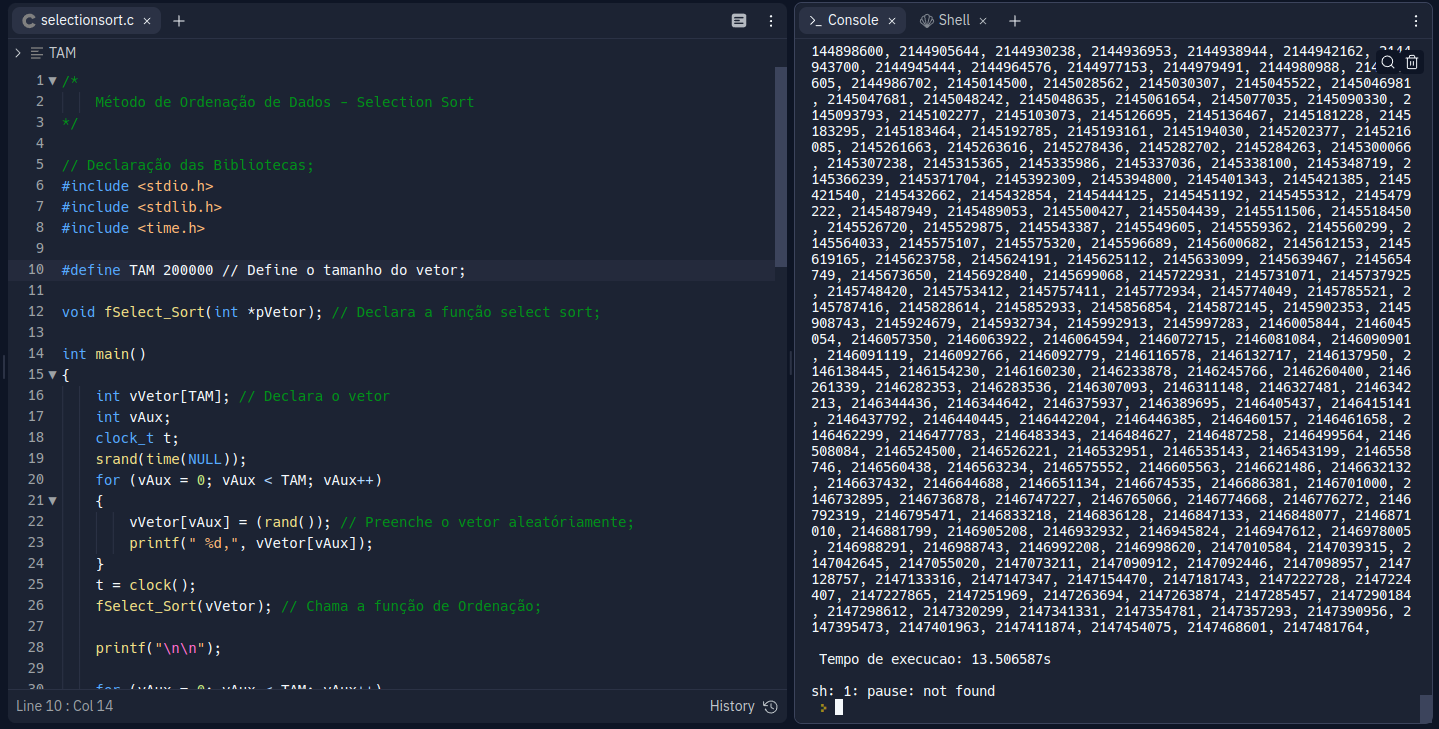 selectionsort.c
TAM
1 /*
2 Método de Ordenação de Dados - Selection Sort
3 */
4
5 // Declaração das Bibliotecas;
6 #include <stdio.h>
7 #include <stdlib.h>
8 #include <time.h>
9
10 #define TAM 200000 // Define o tamanho do vetor;
11
12 void fSelect_Sort(int *pVetor); // Declara a função select sort;
13
14 int main()
15 {
16 int vVetor[TAM]; // Declara o vetor
17 int vAux;
18 clock_t t;
19 srand(time(NULL));
20 for (vAux = 0; vAux < TAM; vAux++)
21 {
22 vVetor[vAux] = (rand()); // Preenche o vetor aleatóriamente;
23 printf(" %d,", vVetor[vAux]);
24 }
25 t = clock();
26 fSelect_Sort(vVetor); // Chama a função de Ordenação;
27
28 printf("\n\n");
29
30 for (vAux = 0; vAux < TAM; vAux++)
Line 10 : Col 14
History
Console
Shell
144898600, 2144905644, 2144930238, 2144936953, 2144938944, 2144942162, 2144
943700, 2144945444, 2144964576, 2144977153, 2144979491, 2144980988,
605, 2144986702, 2145014500, 2145028562, 2145030307, 2145045522, 2145046981
, 2145047681, 2145048242, 2145048635, 2145061654, 2145077035, 2145090330, 2
145093793, 2145102277, 2145103073, 2145126695, 2145136467, 2145181228, 2145
183295, 2145183464, 2145192785, 2145193161, 2145194030, 2145202377, 2145216
085, 2145261663, 2145263616, 2145278436, 2145282702, 2145284263, 2145300066
, 2145307238, 2145315365, 2145335986, 2145337036, 2145338100, 2145348719, 2
145366239, 2145371704, 2145392309, 2145394800, 2145401343, 2145421385, 2145
421540, 2145432662, 2145432854, 2145444125, 2145451192, 2145455312, 2145479
222, 2145487949, 2145489053, 2145500427, 2145504439, 2145511506, 2145518450
, 2145526720, 2145529875, 2145543387, 2145549605, 2145559362, 2145560299, 2
145564033, 2145575107, 2145575320, 2145596689, 2145600682, 2145612153, 2145
619165, 2145623758, 2145624191, 2145625112, 2145633099, 2145639467, 2145654
749, 2145673650, 2145692840, 2145699068, 2145722931, 2145731071, 2145737925
, 2145748420, 2145753412, 2145757411, 2145772934, 2145774049, 2145785521, 2
145787416, 2145828614, 2145852933, 2145856854, 2145872145, 2145902353, 2145
908743, 2145924679, 2145932734, 2145992913, 2145997283, 2146005844, 2146045
054, 2146057350, 2146063922, 2146064594, 2146072715, 2146081084, 2146090901
, 2146091119, 2146092766, 2146092779, 2146116578, 2146132717, 2146137950, 2
146138445, 2146154230, 2146160230, 2146233878, 2146245766, 2146260400, 2146
261339, 2146282353, 2146283536, 2146307093, 2146311148, 2146327481, 2146342
213, 2146344436, 2146344642, 2146375937, 2146389695, 2146405437, 2146415141
, 2146437792, 2146440445, 2146442204, 2146446385, 2146460157, 2146461658, 2
146462299, 2146477783, 2146483343, 2146484627, 2146487258, 2146499564, 2146
508084, 2146524500, 2146526221, 2146532951, 2146535143, 2146543199, 2146558
746, 2146560438, 2146563234, 2146575552, 2146605563, 2146621486, 2146632132
, 2146637432, 2146644688, 2146651134, 2146674535, 2146686381, 2146701000, 2
146732895, 2146736878, 2146747227, 2146765066, 2146774668, 2146776272, 2146
792319, 2146795471, 2146833218, 2146836128, 2146847133, 2146848077, 2146871
010, 2146881799, 2146905208, 2146932932, 2146945824, 2146947612, 2146978005
, 2146988291, 2146988743, 2146992208, 2146998620, 2147010584, 2147039315, 2
147042645, 2147055020, 2147073211, 2147090912, 2147092446, 2147098957, 2147
128757, 2147133316, 2147147347, 2147154470, 2147181743, 2147222728, 2147224
407, 2147227865, 2147251969, 2147263694, 2147263874, 2147285457, 2147290184
, 2147298612, 2147320299, 2147341331, 2147354781, 2147357293, 2147390956, 2
147395473, 2147401963, 2147411874, 2147454075, 2147468601, 2147481764,
Tempo de execucao: 13.506587s
sh: 1: pause: not found